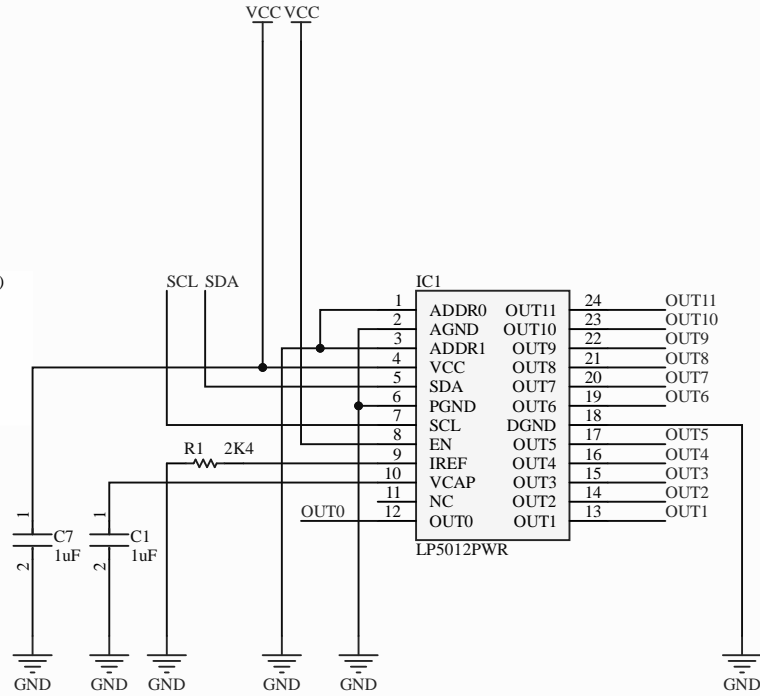 VCC VCC
)
SCL SDA
IC1
1 ADDR0 OUT11 24 OUT11
2 AGND OUT10 23 OUT10
3 ADDR1 OUT9 22 OUT9
4 VCC OUT8 21 OUT8
5 SDA OUT7 20 OUT7
6 PGND OUT6 19 OUT6
7 SCL DGND 18
8 EN OUT5 17 OUT5
R1 2K4
9 IREF OUT4 16 OUT4
10 VCAP OUT3 15 OUT3
11 NC OUT2 14 OUT2
OUT0 12 OUT0 OUT1 13 OUT1
LP5012PWR
1 C7 1uF 2
1 C1 1uF 2
GND GND GND GND GND GND